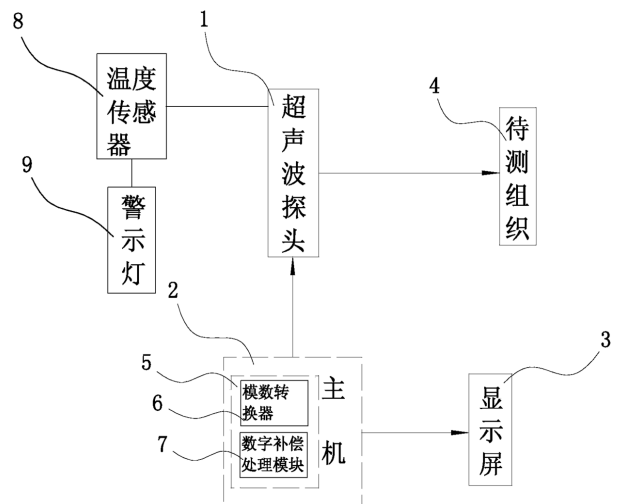 8
温度
传感
器
9
警
示
灯
1
超
声
波
探
头
4
待
测
组
织
2
主
机
5
6
模数转
换器
7
数字补偿
处理模块
3
显
示
屏